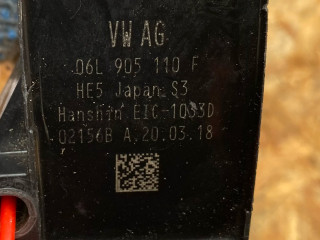 VW AG
06L 905 110 F
HE5 Japan S3
Hanshin EIC-1033D
02156B A 20.03.18